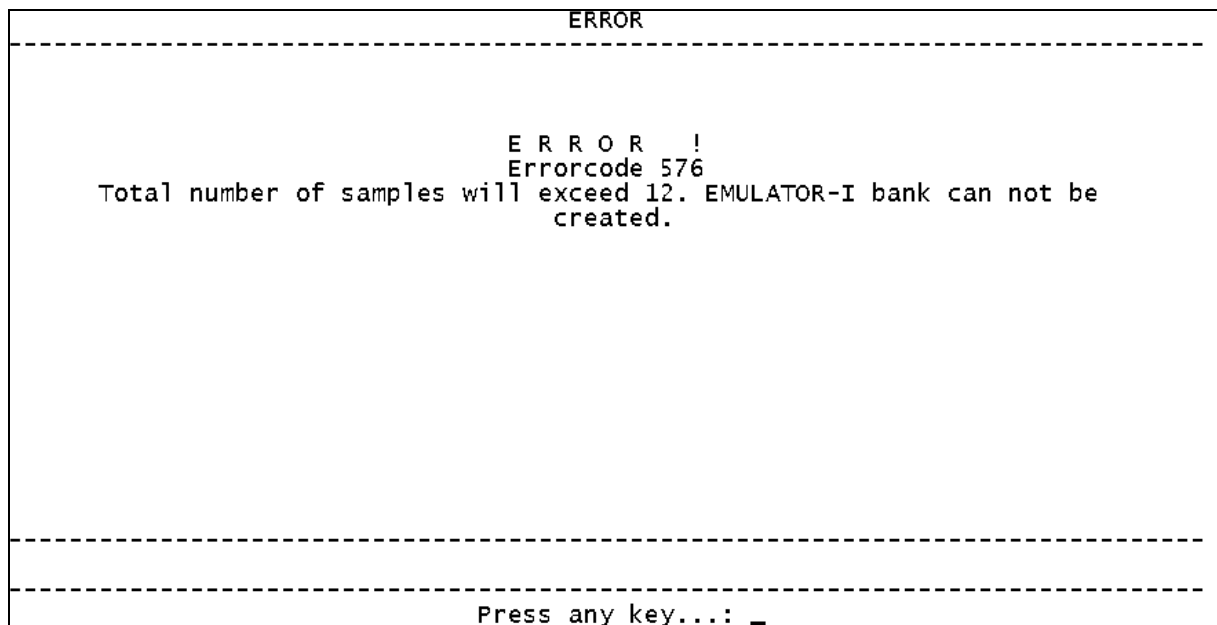 ERROR
--------------------------------------------------------------------------------
E R R O R  !
Errorcode 576
Total number of samples will exceed 12. EMULATOR-I bank can not be
created.
--------------------------------------------------------------------------------
--------------------------------------------------------------------------------
Press any key...: _